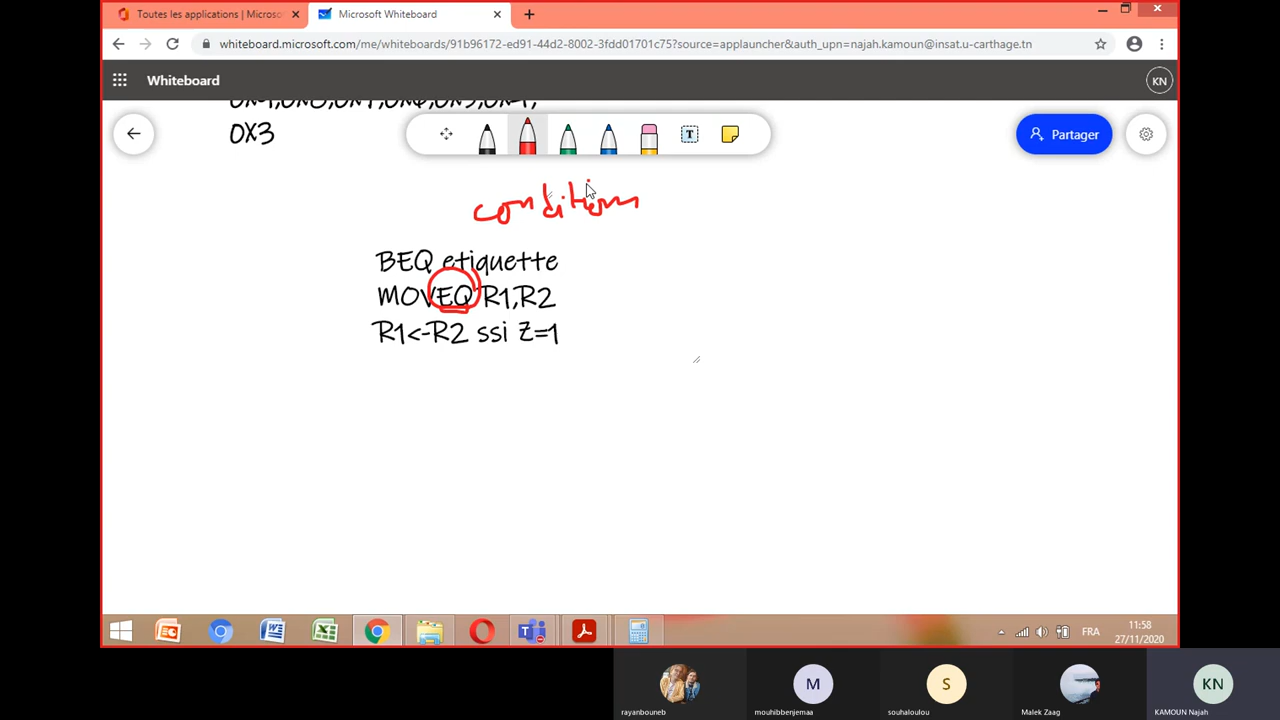 Toutes les applications | Microso
Microsoft Whiteboard
whiteboard.microsoft.com/me/whiteboards/91b96172-ed91-44d2-8002-3fdd01701c75?source=applauncher&auth_upn=najah.kamoun@insat.u-carthage.tn
Whiteboard
KN
0X3
T
Partager
condition
BEQ etiquette
MOVEQ R1,R2
R1<-R2 ssi Z=1
FRA
11:58
27/11/2020
M
S
KN
rayanbouneb
mouhibbenjemaa
souhaloulou
Malek Zaag
KAMOUN Najah